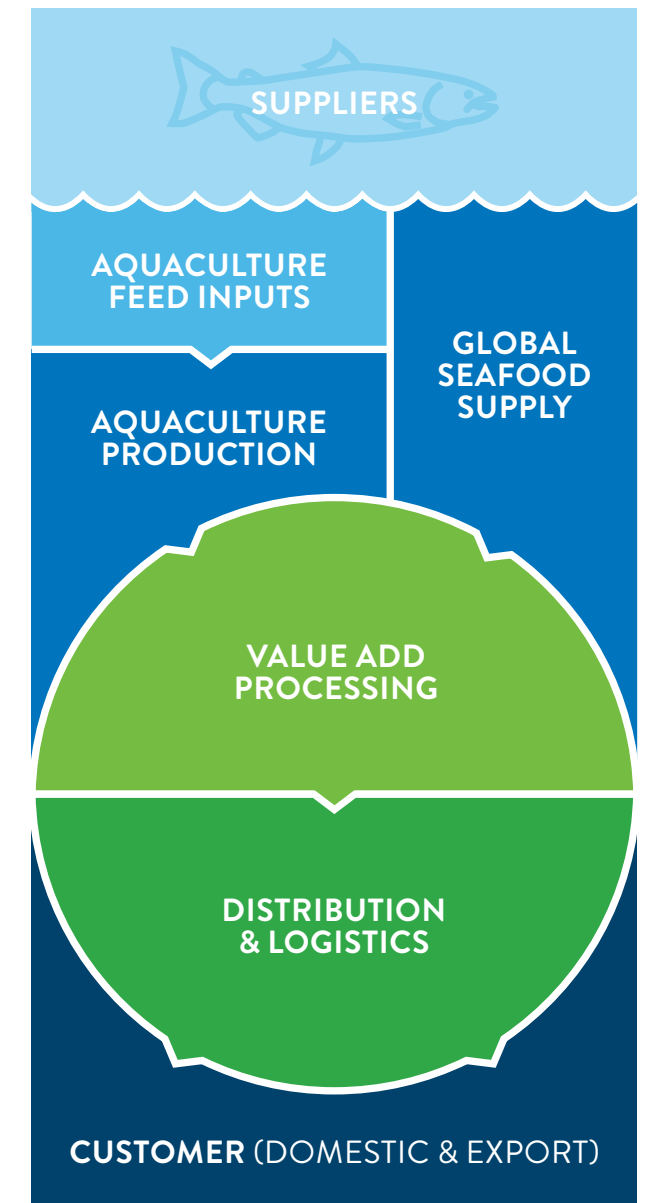 SUPPLIERS
AQUACULTURE
FEED INPUTS
GLOBAL
SEAFOOD
SUPPLY
AQUACULTURE
PRODUCTION
VALUE ADD
PROCESSING
DISTRIBUTION
& LOGISTICS
CUSTOMER (DOMESTIC & EXPORT)